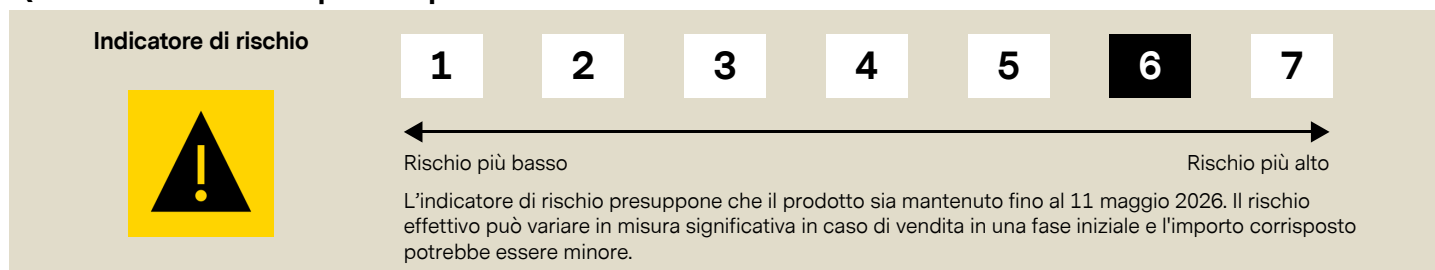 Indicatore di rischio
1 2 3 4 5 6 7
Rischio più basso Rischio più alto
L'indicatore di rischio presuppone che il prodotto sia mantenuto fino al 11 maggio 2026. Il rischio
effettivo può variare in misura significativa in caso di vendita in una fase iniziale e l'importo corrisposto
potrebbe essere minore.